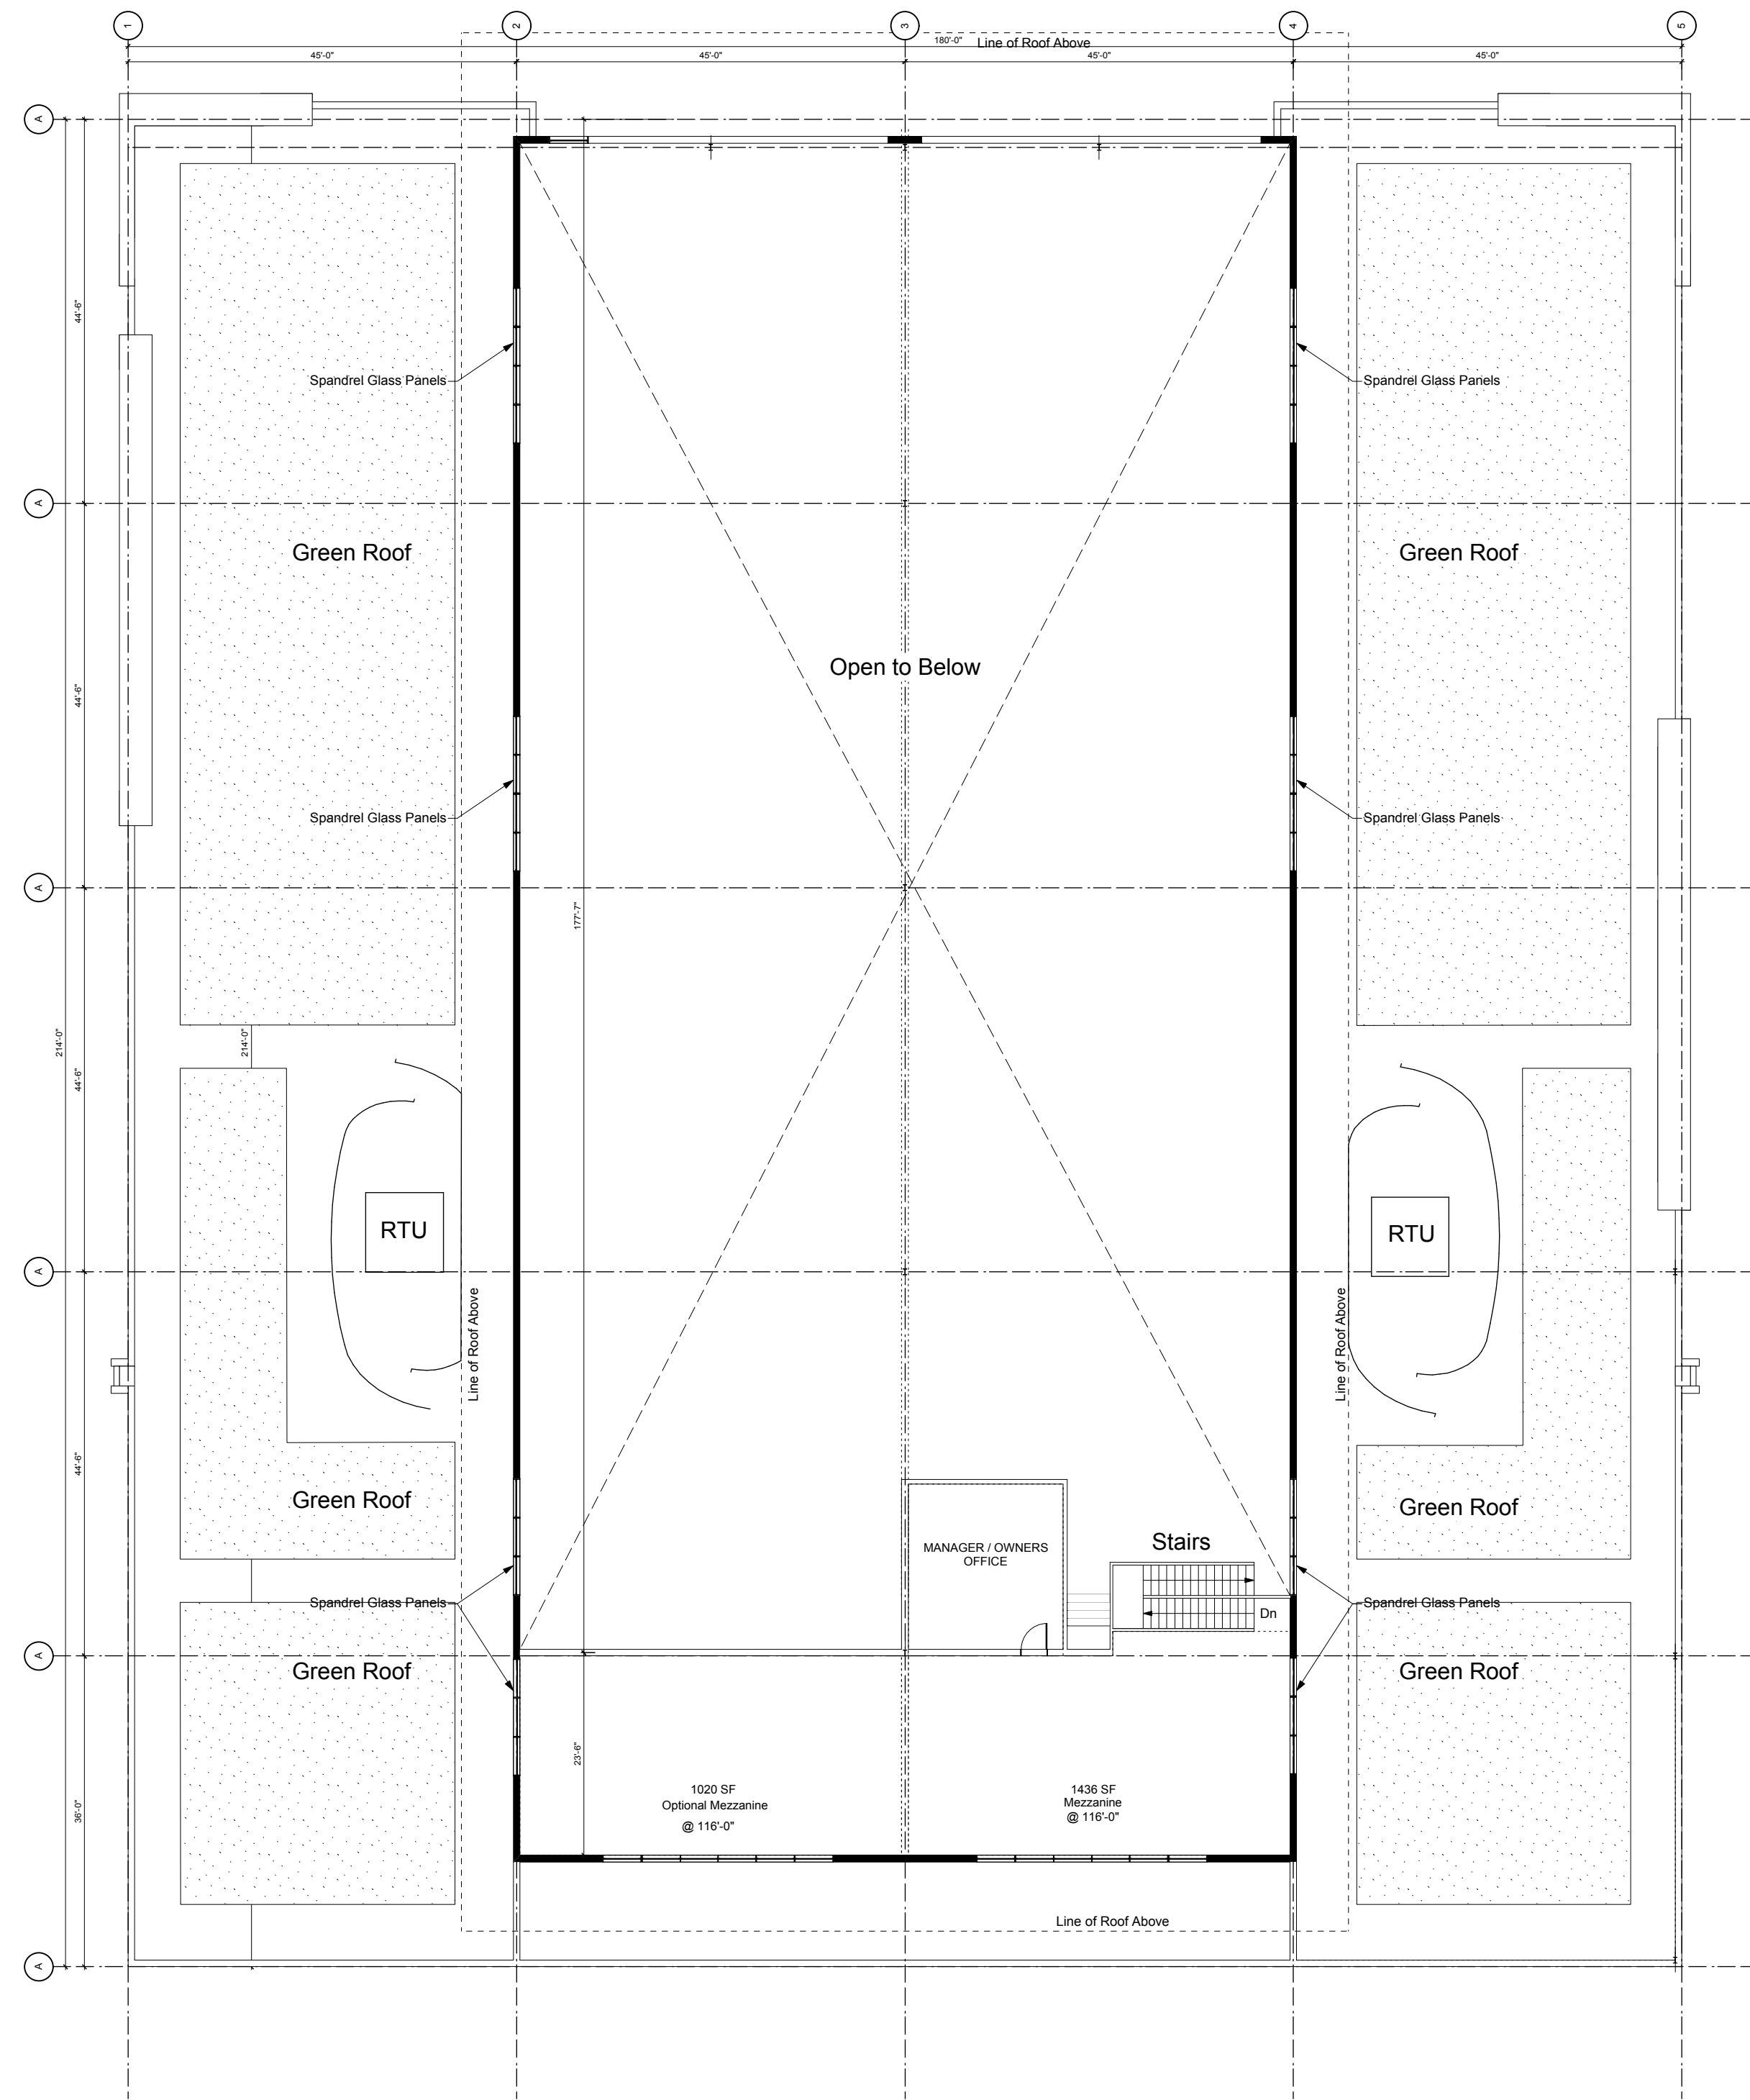 1
2
3
4
5
180'-0"
Line of Roof Above
45'-0"
45'-0"
45'-0"
45'-0"
A
44'-6"
Spandrel Glass Panels
Spandrel Glass Panels
A
Green Roof
Green Roof
Open to Below
44'-6"
Spandrel Glass Panels
Spandrel Glass Panels
A
177'-7"
214'-0"
214'-0"
44'-6"
RTU
RTU
A
Line of Roof Above
Line of Roof Above
44'-6"
Green Roof
Green Roof
MANAGER / OWNERS
OFFICE
Stairs
Dn
Spandrel Glass Panels
Spandrel Glass Panels
A
Green Roof
Green Roof
23'-6"
36'-0"
1020 SF
Optional Mezzanine
@ 116'-0"
1436 SF
Mezzanine
@ 116'-0"
Line of Roof Above
A